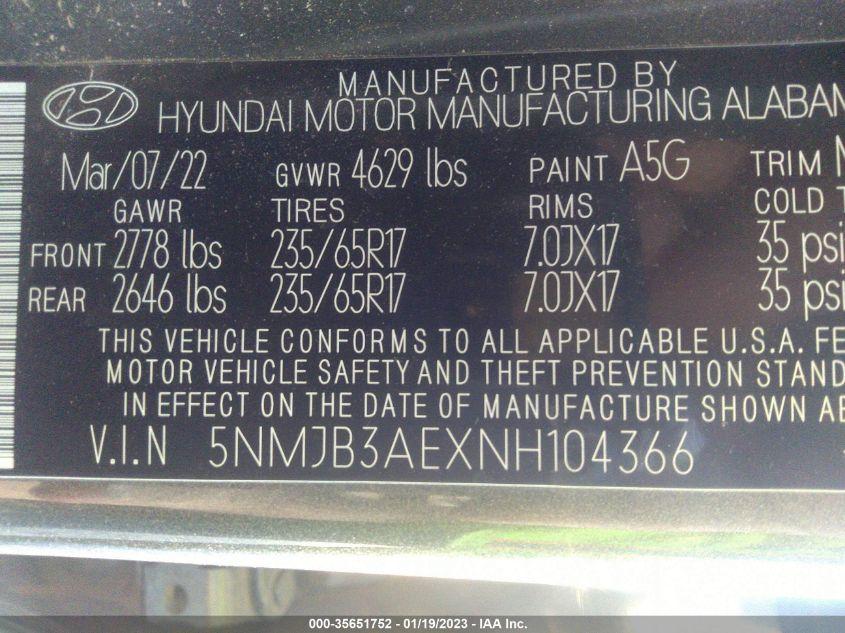 MANUFACTURED BY
HYUNDAI MOTOR MANUFACTURING ALABAM
Mar/07/22 GVWR 4629 lbs PAINT A5G TRIM
GAWR TIRES RIMS COLD T
FRONT 2778 lbs 235/65R17 7.0JX17 35 psi
REAR 2646 lbs 235/65R17 7.0JX17 35 psi
THIS VEHICLE CONFORMS TO ALL APPLICABLE U.S.A. FE
MOTOR VEHICLE SAFETY AND THEFT PREVENTION STAND
IN EFFECT ON THE DATE OF MANUFACTURE SHOWN AB
V.I.N 5NMJB3AEXNH104366
000-35651752 - 01/19/2023 - IAA Inc.